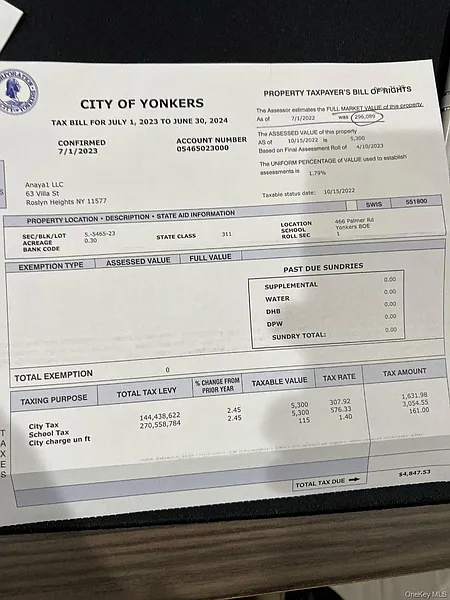 CITY OF YONKERS
TAX BILL FOR JULY 1, 2023 TO JUNE 30, 2024
CONFIRMED
7/1/2023
ACCOUNT NUMBER
05465023000
PROPERTY TAXPAYER'S BILL OF RIGHTS
The Assessor estimates the FULL MARKET VALUE of this property
As of 7/1/2022 was 296,089
THE ASSESSED VALUE of this property
AS of 10/15/2022 is 5,300
Based on Final Assessment Roll of 4/10/2023
The UNIFORM PERCENTAGE OF VALUE used to establish
assessments is 1.79%
Taxable status date: 10/15/2022
Anaya1 LLC
63 Villa St
Roslyn Heights NY 11577
SWIS 551800
PROPERTY LOCATION • DESCRIPTION • STATE AID INFORMATION
SEC/BLK/LOT 5.-5465-23
ACREAGE 0.30
BANK CODE
STATE CLASS 311
LOCATION 466 Palmer Rd
SCHOOL Yonkers BOE
ROLL SEC 1
EXEMPTION TYPE ASSESSED VALUE FULL VALUE
PAST DUE SUNDRIES
SUPPLEMENTAL 0.00
WATER 0.00
DHB 0.00
DPW 0.00
SUNDRY TOTAL: 0.00
TOTAL EXEMPTION 0
TAXING PURPOSE TOTAL TAX LEVY % CHANGE FROM PRIOR YEAR TAXABLE VALUE TAX RATE TAX AMOUNT
City Tax 144,438,622 2.45 5,300 307.92 1,631.98
School Tax 270,558,784 2.45 5,300 576.33 3,054.55
City charge un ft 115 1.40 161.00
TAXES
TOTAL TAX DUE $4,847.53
OneKey MLS